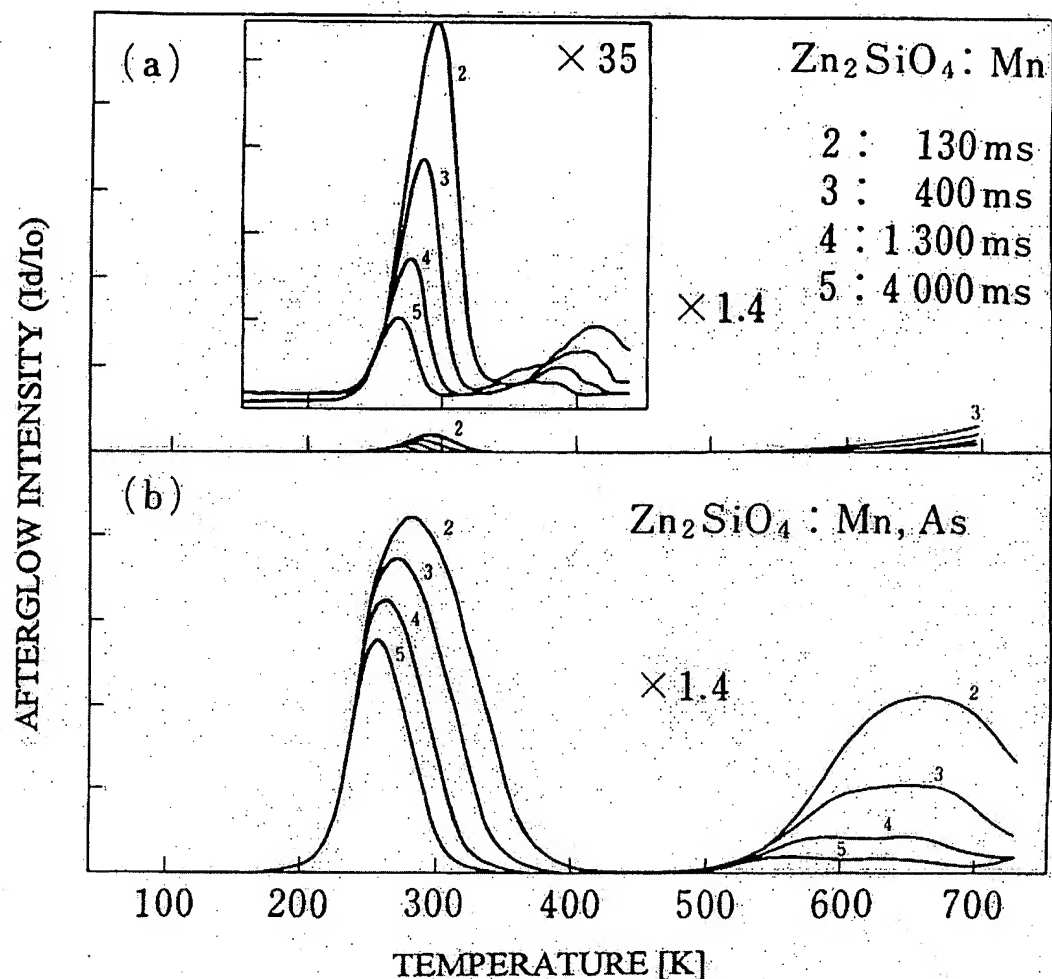 (a)
× 35
Zn₂SiO₄ : Mn
2 : 130 ms
3 : 400 ms
4 : 1 300 ms
5 : 4 000 ms
× 1.4
2
3
4
5
2
3
(b)
Zn₂SiO₄ : Mn, As
× 1.4
2
3
4
5
2
3
4
5
AFTERGLOW INTENSITY (Id/Io)
100 200 300 400 500 600 700
TEMPERATURE [K]